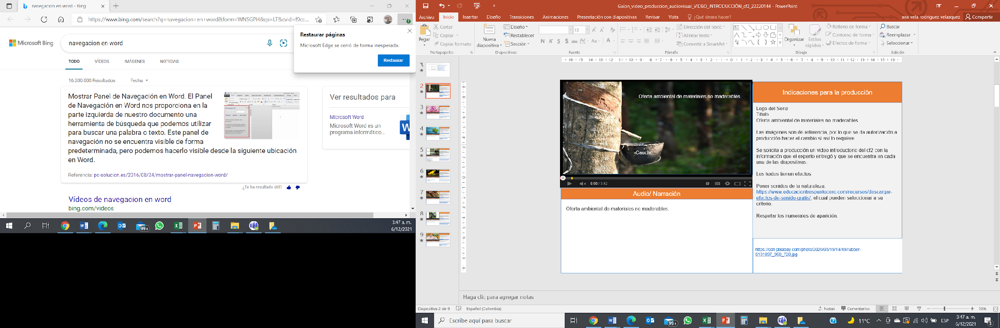 navegacion en word - Bing
https://www.bing.com/search?q=navegacion+en+word&form=WNSGPH&qs=LT&cvid=f9cc...
Restaurar páginas
Microsoft Edge se cerró de forma inesperada.
Restaurar
Microsoft Bing
navegacion en word
TODO
VÍDEOS
IMÁGENES
NOTICIAS
16.200.000 Resultados
Fecha
Mostrar Panel de Navegación en Word. El Panel
de Navegación en Word nos proporciona en la
parte izquierda de nuestro documento una
herramienta de búsqueda que podemos utilizar
para buscar una palabra o texto. Este panel de
navegación no se encuentra visible de forma
predeterminada, pero podemos hacerlo visible desde la siguiente ubicación
en Word.
Referencia: pc-solucion.es/2016/08/24/mostrar-panel-navegacion-word/
¿Te ha resultado útil?
Ver resultados para
Microsoft Word
Microsoft Word es un
programa informático...
Vídeos de navegacion en word
bing.com/videos
99+
3:47 a. m.
6/12/2021
Guion_video_produccion_audiovisual_VIDEO_iNTRODUCCIÓN_cf2_22220144 - PowerPoint
Archivo
Inicio
Insertar
Diseño
Transiciones
Animaciones
Presentación con diapositivas
Revisar
Vista
¿Qué desea hacer?
ana vela rodriguez velasquez
Compartir
Pegar
Cortar
Copiar
Copiar formato
Portapapeles
Nueva
diapositiva
Diseño
Restablecer
Sección
Diapositivas
18
N K S S abc AV Aa A
Fuente
Dirección del texto
Alinear texto
Convertir a SmartArt
Párrafo
Organizar
Estilos
rápidos
Relleno de forma
Contorno de forma
Efectos de forma
Dibujo
Buscar
Reemplazar
Seleccionar
Edición
1
2
3
4
5
6
7
8
9
Oferta ambiental de materiales no maderables
Caucho
0:00 / 3:42
Audio/ Narración
Oferta ambiental de materiales no maderables.
Indicaciones para la producción
Logo del Sena
Título
Oferta ambiental de materiales no maderables
Las imágenes son de referencia, por lo que se da autorización a
producción hacer el cambio si así lo requiere
Se solicita a producción un video introductorio del cf2 con la
información que el experto entregó y que se encuentra en cada
una de las diapositivas.
Los textos tienen efectos.
Poner sonidos de la naturaleza.
https://www.educaciontrespuntocero.com/recursos/descargar-
efectos-de-sonido-gratis/, el cual pueden seleccionar a su
criterio.
Respetar los numerales de aparición.
https://cdn.pixabay.com/photo/2020/05/19/14/49/rubber-
5191097_960_720.jpg
Haga clic para agregar notas
Diapositiva 2 de 9
Español (Colombia)
Notas
Comentarios
70%
Escribe aquí para buscar
99+
11°C
ESP
3:47 a. m.
6/12/2021
3